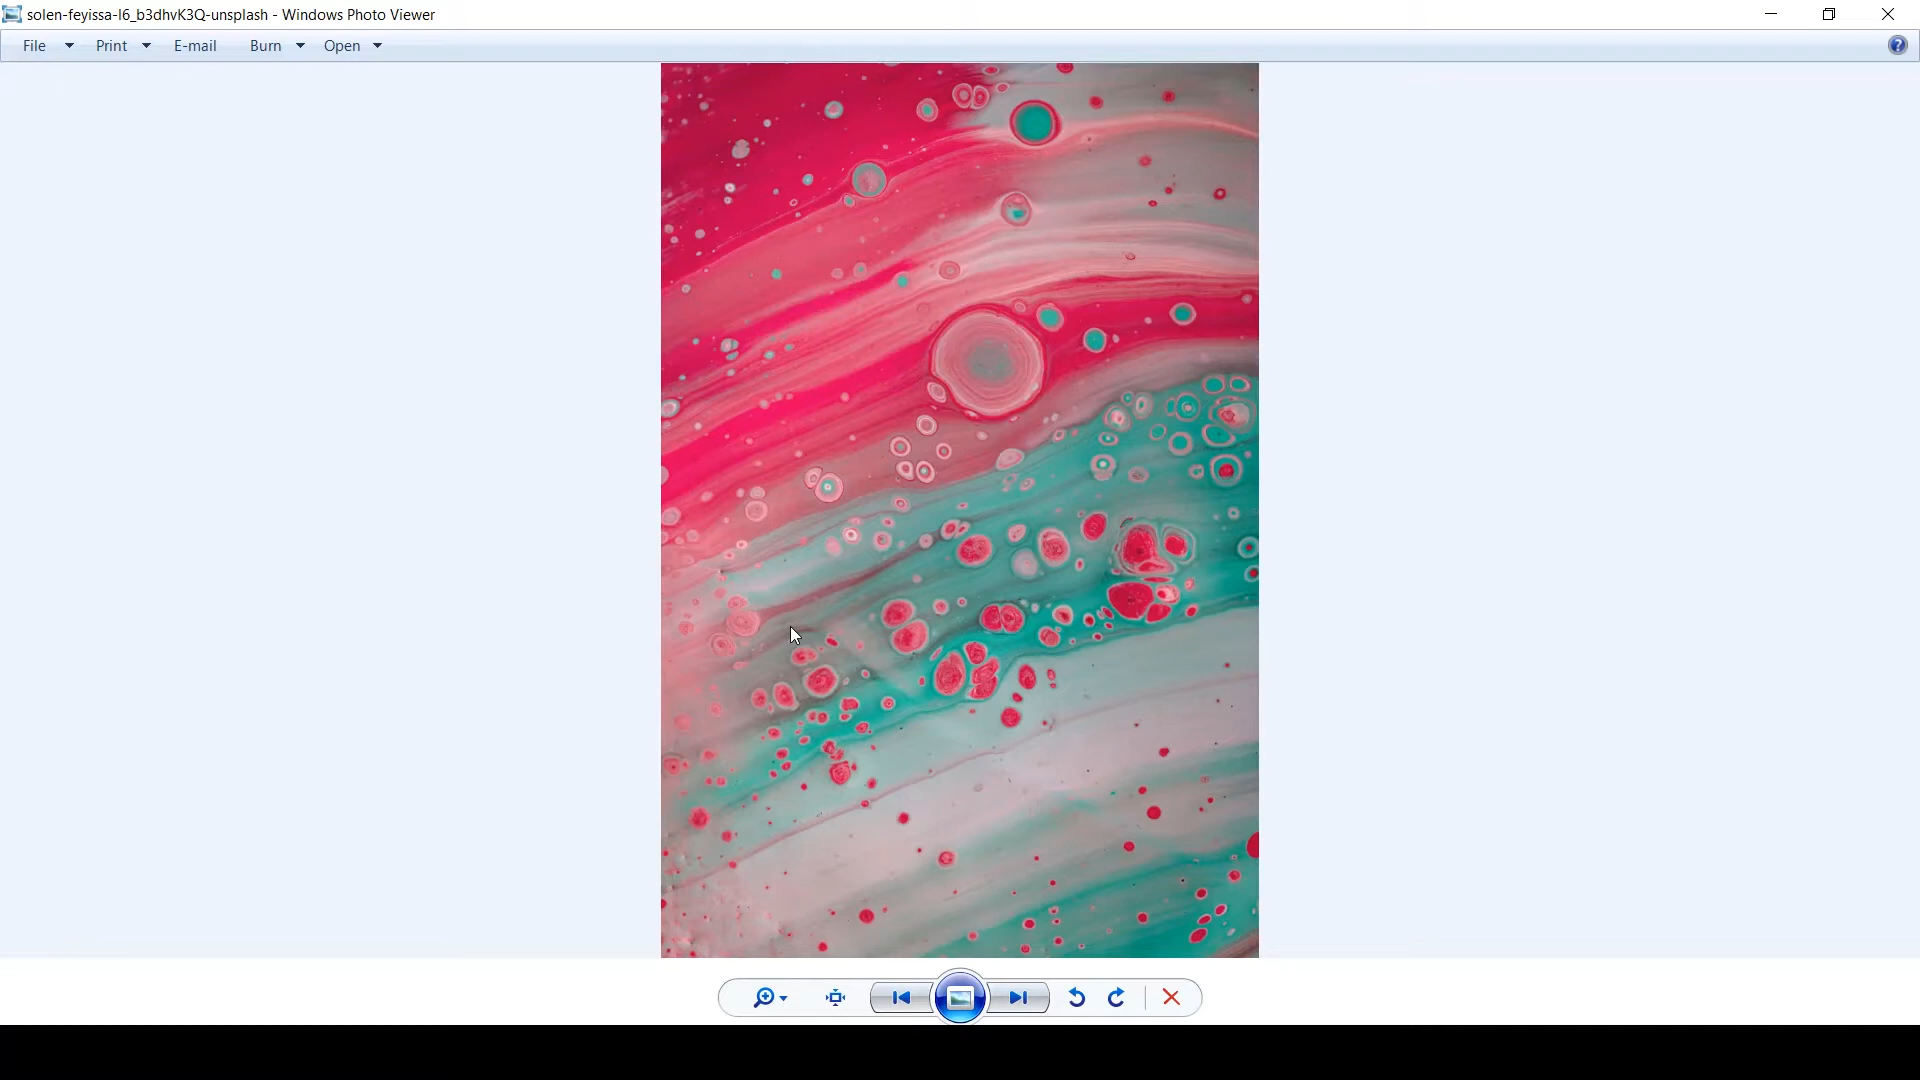 solen-feyissa-l6_b3dhvK3Q-unsplash - Windows Photo Viewer
File Print E-mail Burn Open
?